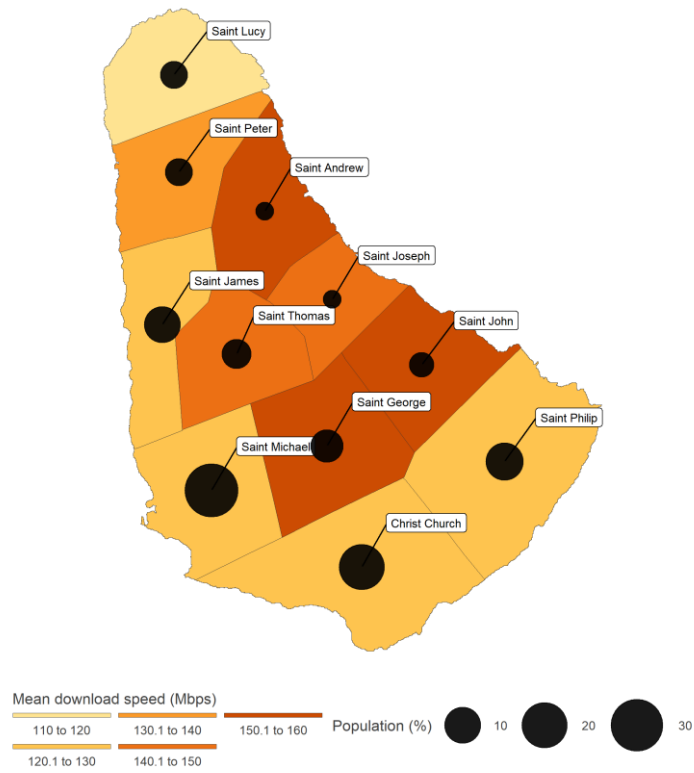 Saint Lucy
Saint Peter
Saint Andrew
Saint Joseph
Saint James
Saint Thomas
Saint John
Saint George
Saint Philip
Saint Michael
Christ Church
Mean download speed (Mbps)
110 to 120
130.1 to 140
150.1 to 160
120.1 to 130
140.1 to 150
Population (%)
10
20
30